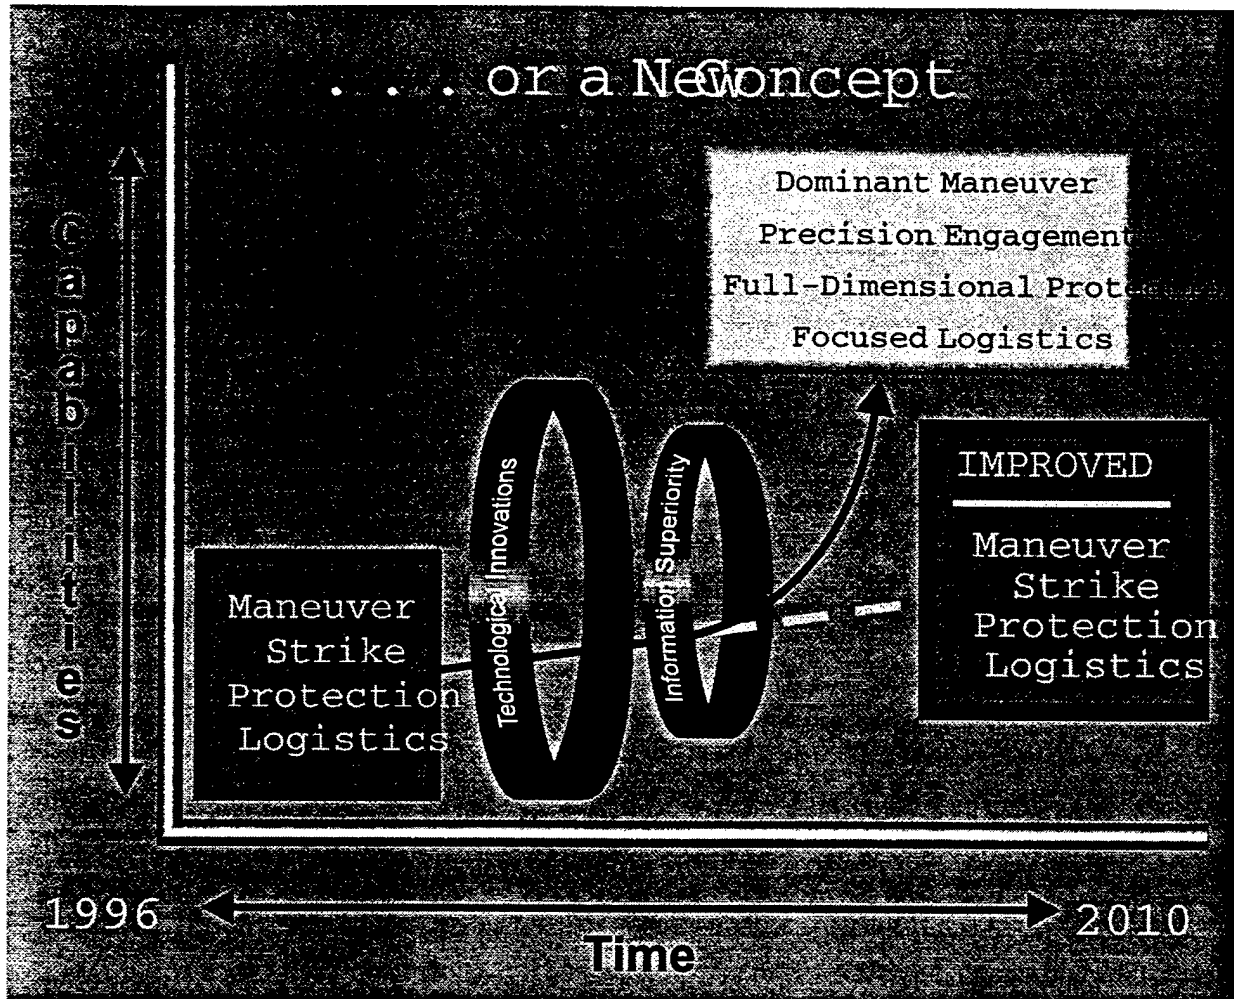 . . . or a New Concept
Capabilities
Dominant Maneuver
Precision Engagement
Full-Dimensional Protec
Focused Logistics
Technological Innovations
Information Superiority
IMPROVED
Maneuver
Strike
Protection
Logistics
Maneuver
Strike
Protection
Logistics
1996
2010
Time